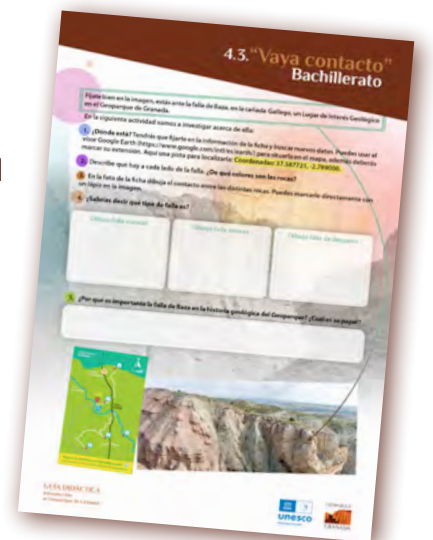 4.3. "Vaya contacto"
Bachillerato
Fíjate bien en la imagen, estás ante la falla de Baza, en la cañada Gallego, un Lugar de Interés Geológico
en el Geoparque de Granada.
En la siguiente actividad vamos a investigar acerca de ella:
1. ¿Dónde está? Tendrás que fijarte en la información de la ficha y buscar nuevos datos. Puedes usar el
visor Google Earth (https://www.google.com/intl/es/earth/) para situarla en el mapa, además deberás
marcar su extensión. Aquí una pista para localizarla: Coordenadas: 37.587721, -2.789000.
2. Describe qué hay a cada lado de la falla. ¿De qué colores son las rocas?
3. En la foto de la ficha dibuja el contacto entre las distintas rocas. Puedes marcarlo directamente con
un lápiz en la imagen.
4. ¿Sabrías decir qué tipo de falla es?
Dibujo falla normal
Dibujo falla inversa
Dibujo falla de desgarre
5. ¿Por qué es importante la falla de Baza en la historia geológica del Geoparque? ¿Cuál es su papel?
GUÍA DIDÁCTICA
unesco
GEOPARQUE
GRANADA